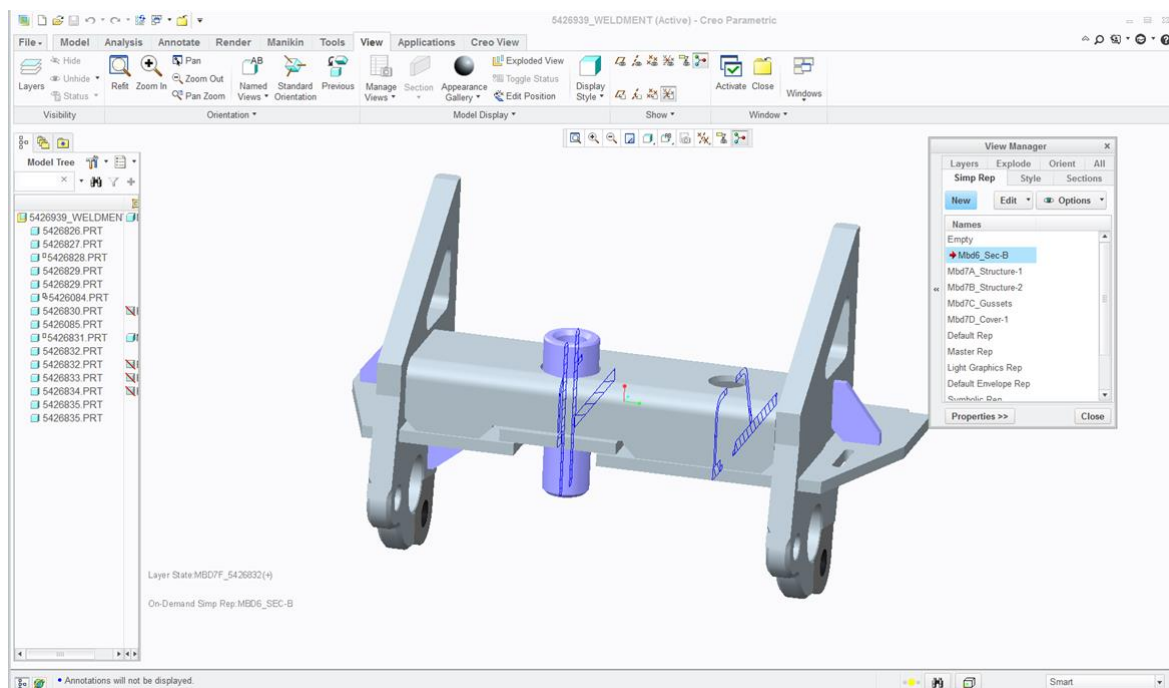 5426939_WELDMENT (Active) - Creo Parametric
File Model Analysis Annotate Render Manikin Tools View Applications Creo View
Hide
Unhide
Status
Layers
Visibility
Refit
Zoom In
Pan
Zoom Out
Pan Zoom
Named Views
Standard Orientation
Previous
Orientation
Manage Views
Section
Appearance Gallery
Exploded View
Toggle Status
Edit Position
Display Style
Model Display
Show
Activate
Close
Windows
Window
Model Tree
5426939_WELDMEN
5426826.PRT
5426827.PRT
5426828.PRT
5426829.PRT
5426829.PRT
5426084.PRT
5426830.PRT
5426085.PRT
5426831.PRT
5426832.PRT
5426832.PRT
5426833.PRT
5426834.PRT
5426835.PRT
5426835.PRT
View Manager
Layers Explode Orient All
Simp Rep Style Sections
New Edit Options
Names
Empty
Mbd6_Sec-B
Mbd7A_Structure-1
Mbd7B_Structure-2
Mbd7C_Gussets
Mbd7D_Cover-1
Default Rep
Master Rep
Light Graphics Rep
Default Envelope Rep
Symbolic Rep
Properties >> Close
Layer State:MBD7F_5426832(+)
On-Demand Simp Rep:MBD6_SEC-B
• Annotations will not be displayed.
Smart